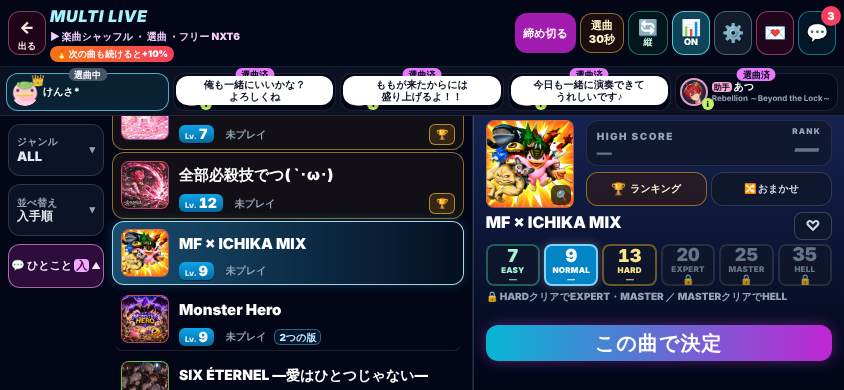 ←
出る
MULTI LIVE
▶ 楽曲シャッフル・ 選曲 ・フリー NXT6
🔥 次の曲も続けると+10%
締め切る
選曲
30秒
🔄
縦
📊
ON
⚙️
💌
💬
3
選曲中
けんさ*
選曲済
俺も一緒にいいかな？
よろしくね
選曲済
ももが来たからには
盛り上げるよ！！
選曲済
今日も一緒に演奏できて
うれしいです♪
選曲済
助手 あつ
Rebellion ～Beyond the Lock～
ジャンル
ALL ▼
並べ替え
入手順 ▼
💬 ひとこと 入 ▲
Lv. 7 未プレイ
全部必殺技でつ(｀･ω･)
Lv. 12 未プレイ
MF × ICHIKA MIX
Lv. 9 未プレイ
Monster Hero
Lv. 9 未プレイ 2つの版
SIX ÉTERNEL —愛はひとつじゃない—
HIGH SCORE
—
RANK
—
🏆 ランキング
🔀 おまかせ
MF × ICHIKA MIX
♡
7
EASY
—
9
NORMAL
—
13
HARD
—
20
EXPERT
🔒
25
MASTER
🔒
35
HELL
🔒
🔒 HARDクリアでEXPERT・MASTER ／ MASTERクリアでHELL
この曲で決定